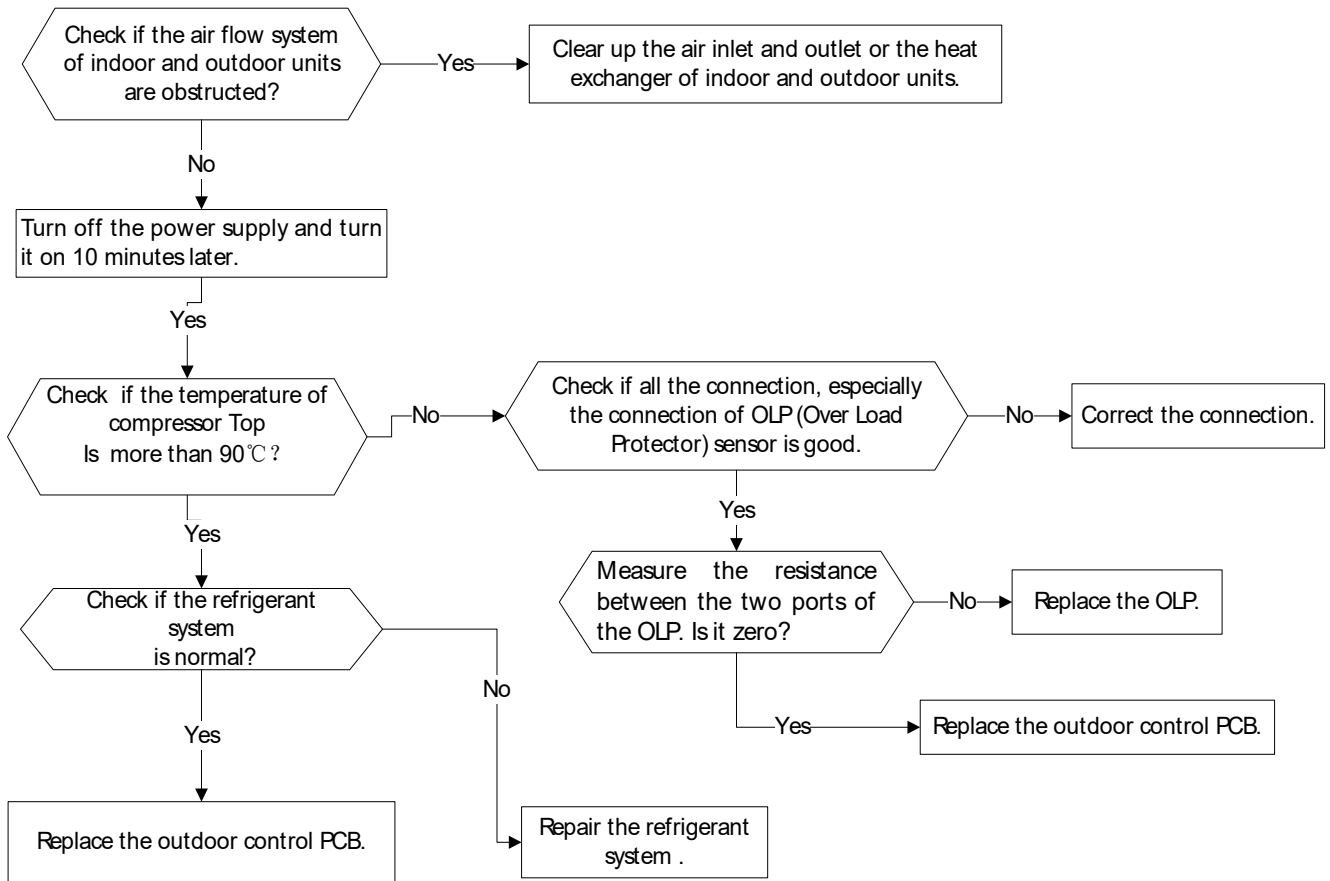 Check if the air flow system
of indoor and outdoor units
are obstructed?
Yes
Clear up the air inlet and outlet or the heat
exchanger of indoor and outdoor units.
No
Turn off the power supply and turn
it on 10 minutes later.
Yes
Check if the temperature of
compressor Top
Is more than 90℃?
No
Check if all the connection, especially
the connection of OLP (Over Load
Protector) sensor is good.
No
Correct the connection.
Yes
Yes
Measure the resistance
between the two ports of
the OLP. Is it zero?
No
Replace the OLP.
Check if the refrigerant
system
is normal?
No
Yes
Yes
Replace the outdoor control PCB.
Replace the outdoor control PCB.
Repair the refrigerant
system .